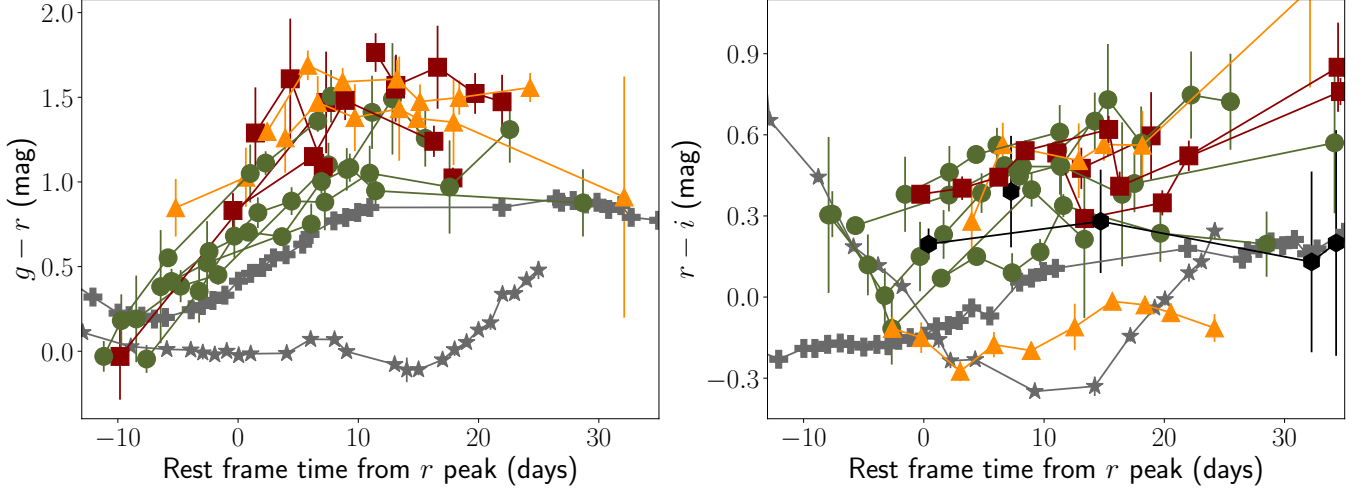 2.0
1.5
1.0
0.5
0.0
g − r (mag)
−10 0 10 20 30
Rest frame time from r peak (days)
0.9
0.6
0.3
0.0
−0.3
r − i (mag)
−10 0 10 20 30
Rest frame time from r peak (days)